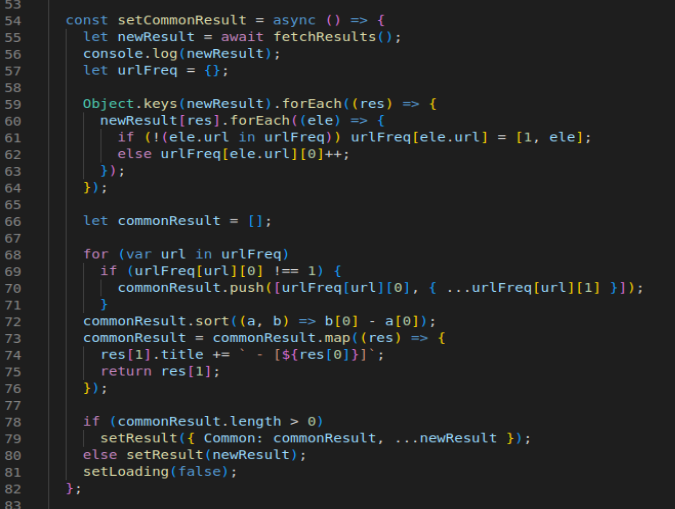 53
54 const setCommonResult = async () => {
55 let newResult = await fetchResults();
56 console.log(newResult);
57 let urlFreq = {};
58
59 Object.keys(newResult).forEach((res) => {
60 newResult[res].forEach((ele) => {
61 if (!(ele.url in urlFreq)) urlFreq[ele.url] = [1, ele];
62 else urlFreq[ele.url][0]++;
63 });
64 });
65
66 let commonResult = [];
67
68 for (var url in urlFreq)
69 if (urlFreq[url][0] !== 1) {
70 commonResult.push([urlFreq[url][0], { ...urlFreq[url][1] }]);
71 }
72 commonResult.sort((a, b) => b[0] - a[0]);
73 commonResult = commonResult.map((res) => {
74 res[1].title += ` - [${res[0]}]`;
75 return res[1];
76 });
77
78 if (commonResult.length > 0)
79 setResult({ Common: commonResult, ...newResult });
80 else setResult(newResult);
81 setLoading(false);
82 };
83